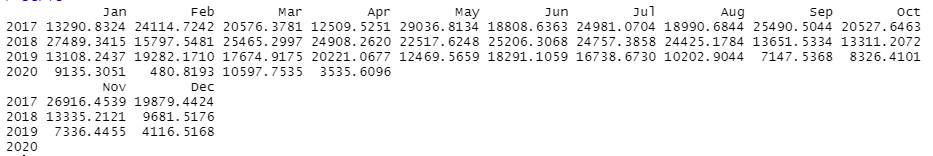 Jan Feb Mar Apr May Jun Jul Aug Sep Oct
2017 13290.8324 24114.7242 20576.3781 12509.5251 29036.8134 18808.6363 24981.0704 18990.6844 25490.5044 20527.6463
2018 27489.3415 15797.5481 25465.2997 24908.2620 22517.6248 25206.3068 24757.3858 24425.1784 13651.5334 13311.2072
2019 13108.2437 19282.1710 17674.9175 20221.0677 12469.5659 18291.1059 16738.6730 10202.9044 7147.5368 8326.4101
2020 9135.3051 480.8193 10597.7535 3535.6096
Nov Dec
2017 26916.4539 19879.4424
2018 13335.2121 9681.5176
2019 7336.4455 4116.5168
2020